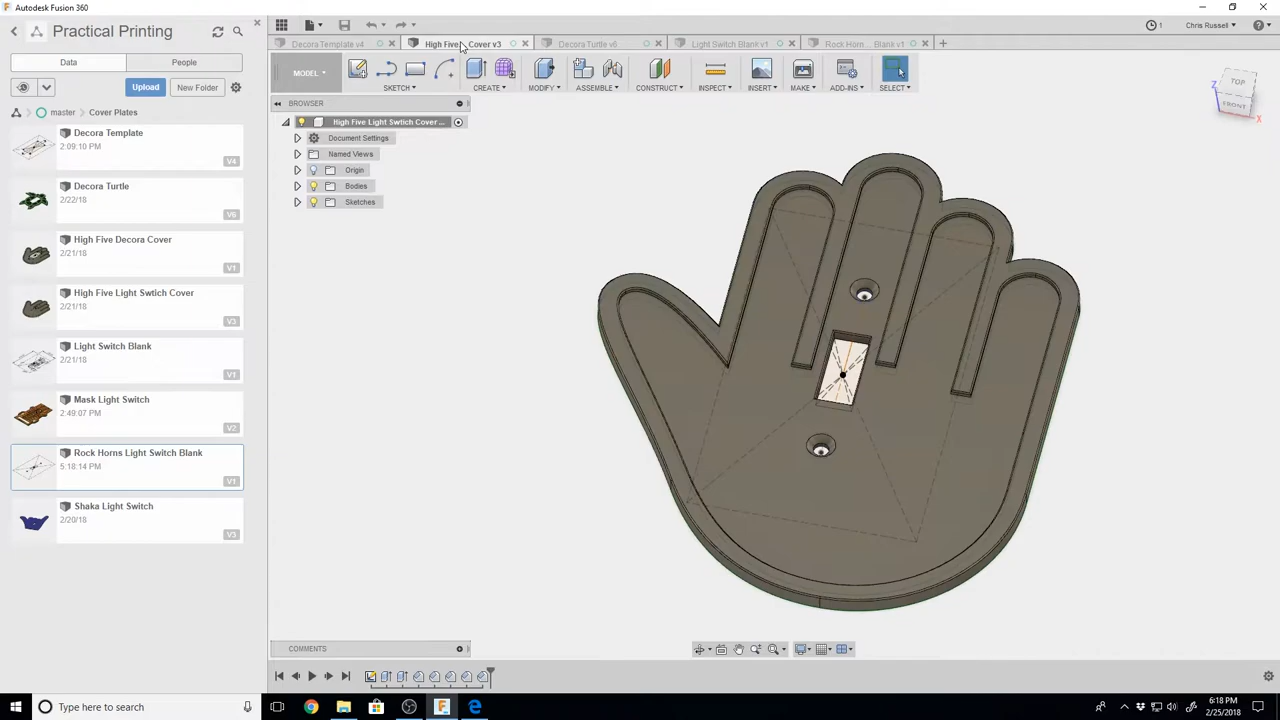 Autodesk Fusion 360
Practical Printing
Chris Russell
1
Decora Template v4
High Five... Cover v3
Decora Turtle v6
Light Switch Blank v1
Rock Horn... Blank v1
Data
People
MODEL
SKETCH
CREATE
MODIFY
ASSEMBLE
CONSTRUCT
INSPECT
INSERT
MAKE
ADD-INS
SELECT
Upload
New Folder
master
Cover Plates
BROWSER
High Five Light Swtich Cover ...
Document Settings
Named Views
Origin
Bodies
Sketches
TOP
FRONT
Z
X
Decora Template
2:09:10 PM
V4
Decora Turtle
2/22/18
V6
High Five Decora Cover
2/21/18
V1
High Five Light Swtich Cover
2/21/18
V3
Light Switch Blank
2/21/18
V1
Mask Light Switch
2:49:07 PM
V2
Rock Horns Light Switch Blank
5:18:14 PM
V1
Shaka Light Switch
2/20/18
V3
COMMENTS
Type here to search
6:18 PM
2/25/2018